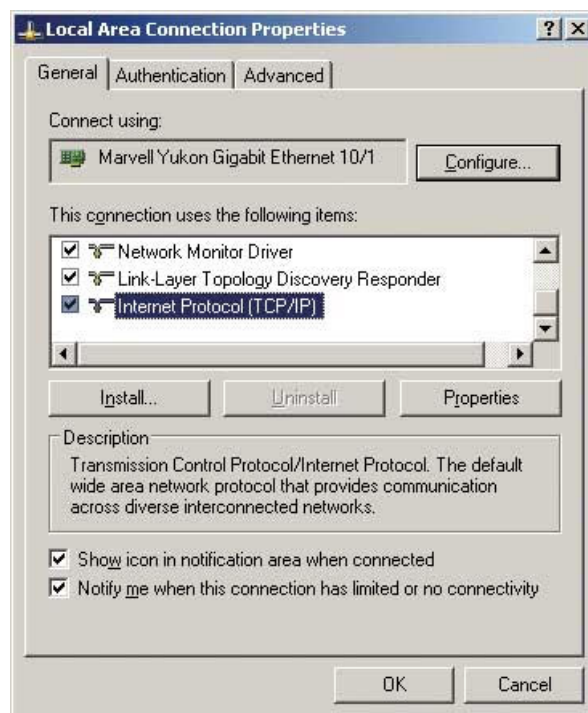 Local Area Connection Properties
General Authentication Advanced
Connect using:
Marvell Yukon Gigabit Ethernet 10/1
Configure...
This connection uses the following items:
Network Monitor Driver
Link-Layer Topology Discovery Responder
Internet Protocol (TCP/IP)
Install... Uninstall Properties
Description
Transmission Control Protocol/Internet Protocol. The default
wide area network protocol that provides communication
across diverse interconnected networks.
Show icon in notification area when connected
Notify me when this connection has limited or no connectivity
OK Cancel